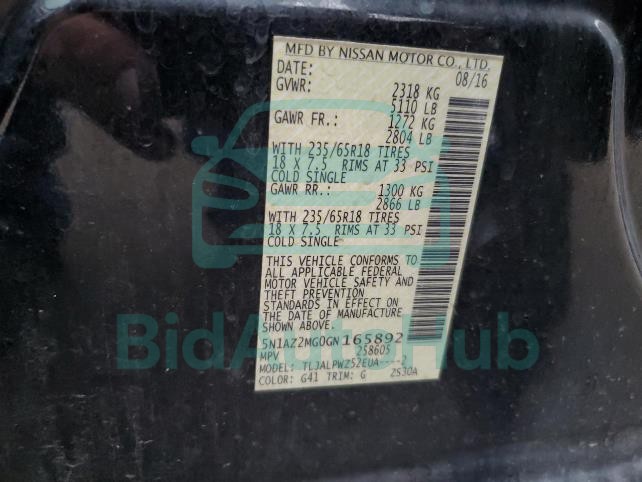 MFD BY NISSAN MOTOR CO., LTD.
DATE: 08/16
GVWR: 2318 KG
5110 LB
GAWR FR.: 1272 KG
2804 LB
WITH 235/65R18 TIRES
18 X 7.5 RIMS AT 33 PSI
COLD SINGLE
GAWR RR.: 1300 KG
2866 LB
WITH 235/65R18 TIRES
18 X 7.5 RIMS AT 33 PSI
COLD SINGLE
THIS VEHICLE CONFORMS TO
ALL APPLICABLE FEDERAL
MOTOR VEHICLE SAFETY AND
THEFT PREVENTION
STANDARDS IN EFFECT ON
THE DATE OF MANUFACTURE
SHOWN ABOVE.
5N1AZ2MG0GN165892
MPV 258605
MODEL: TLJALPWZ52EUA----2
COLOR: G41 TRIM: G 2S30A
BidAutoHub